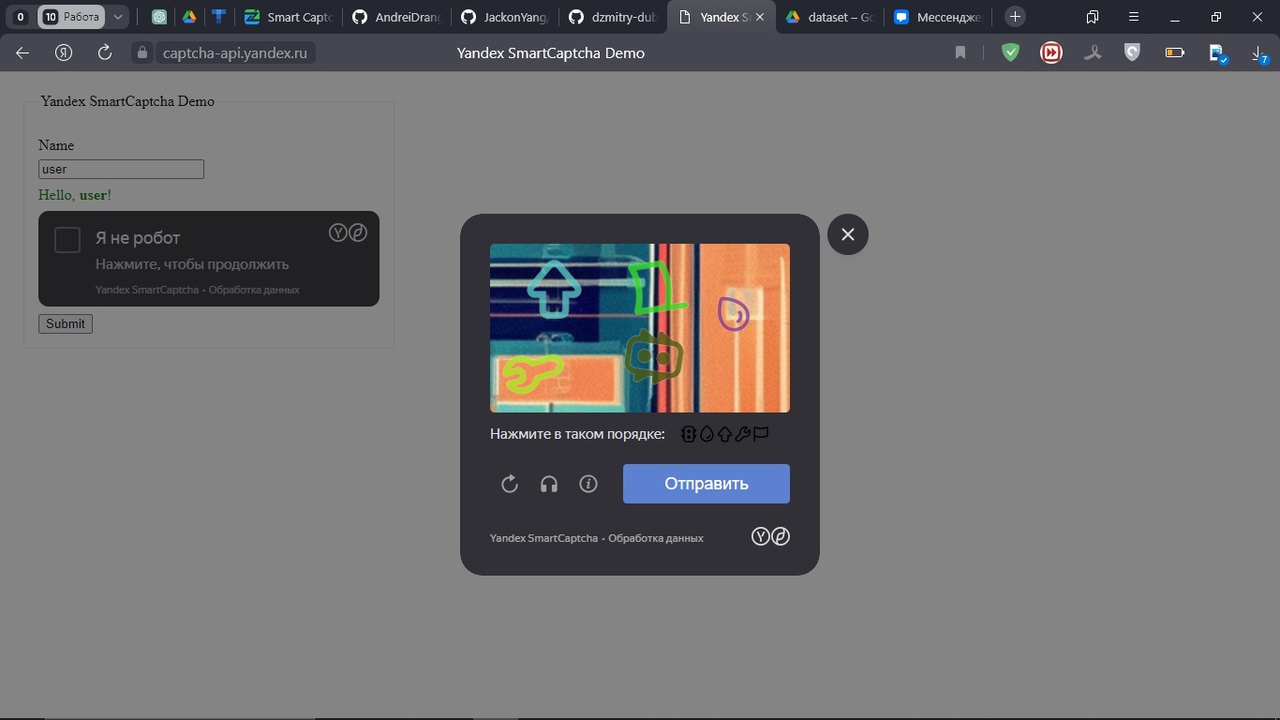 0 10 Работа Smart Captc AndreiDran JackonYang dzmitry-dub Yandex S dataset – Go Мессендже
captcha-api.yandex.ru Yandex SmartCaptcha Demo
7
Yandex SmartCaptcha Demo
Name
user
Hello, user!
Я не робот
Нажмите, чтобы продолжить
Yandex SmartCaptcha - Обработка данных
Submit
Нажмите в таком порядке:
Отправить
Yandex SmartCaptcha - Обработка данных